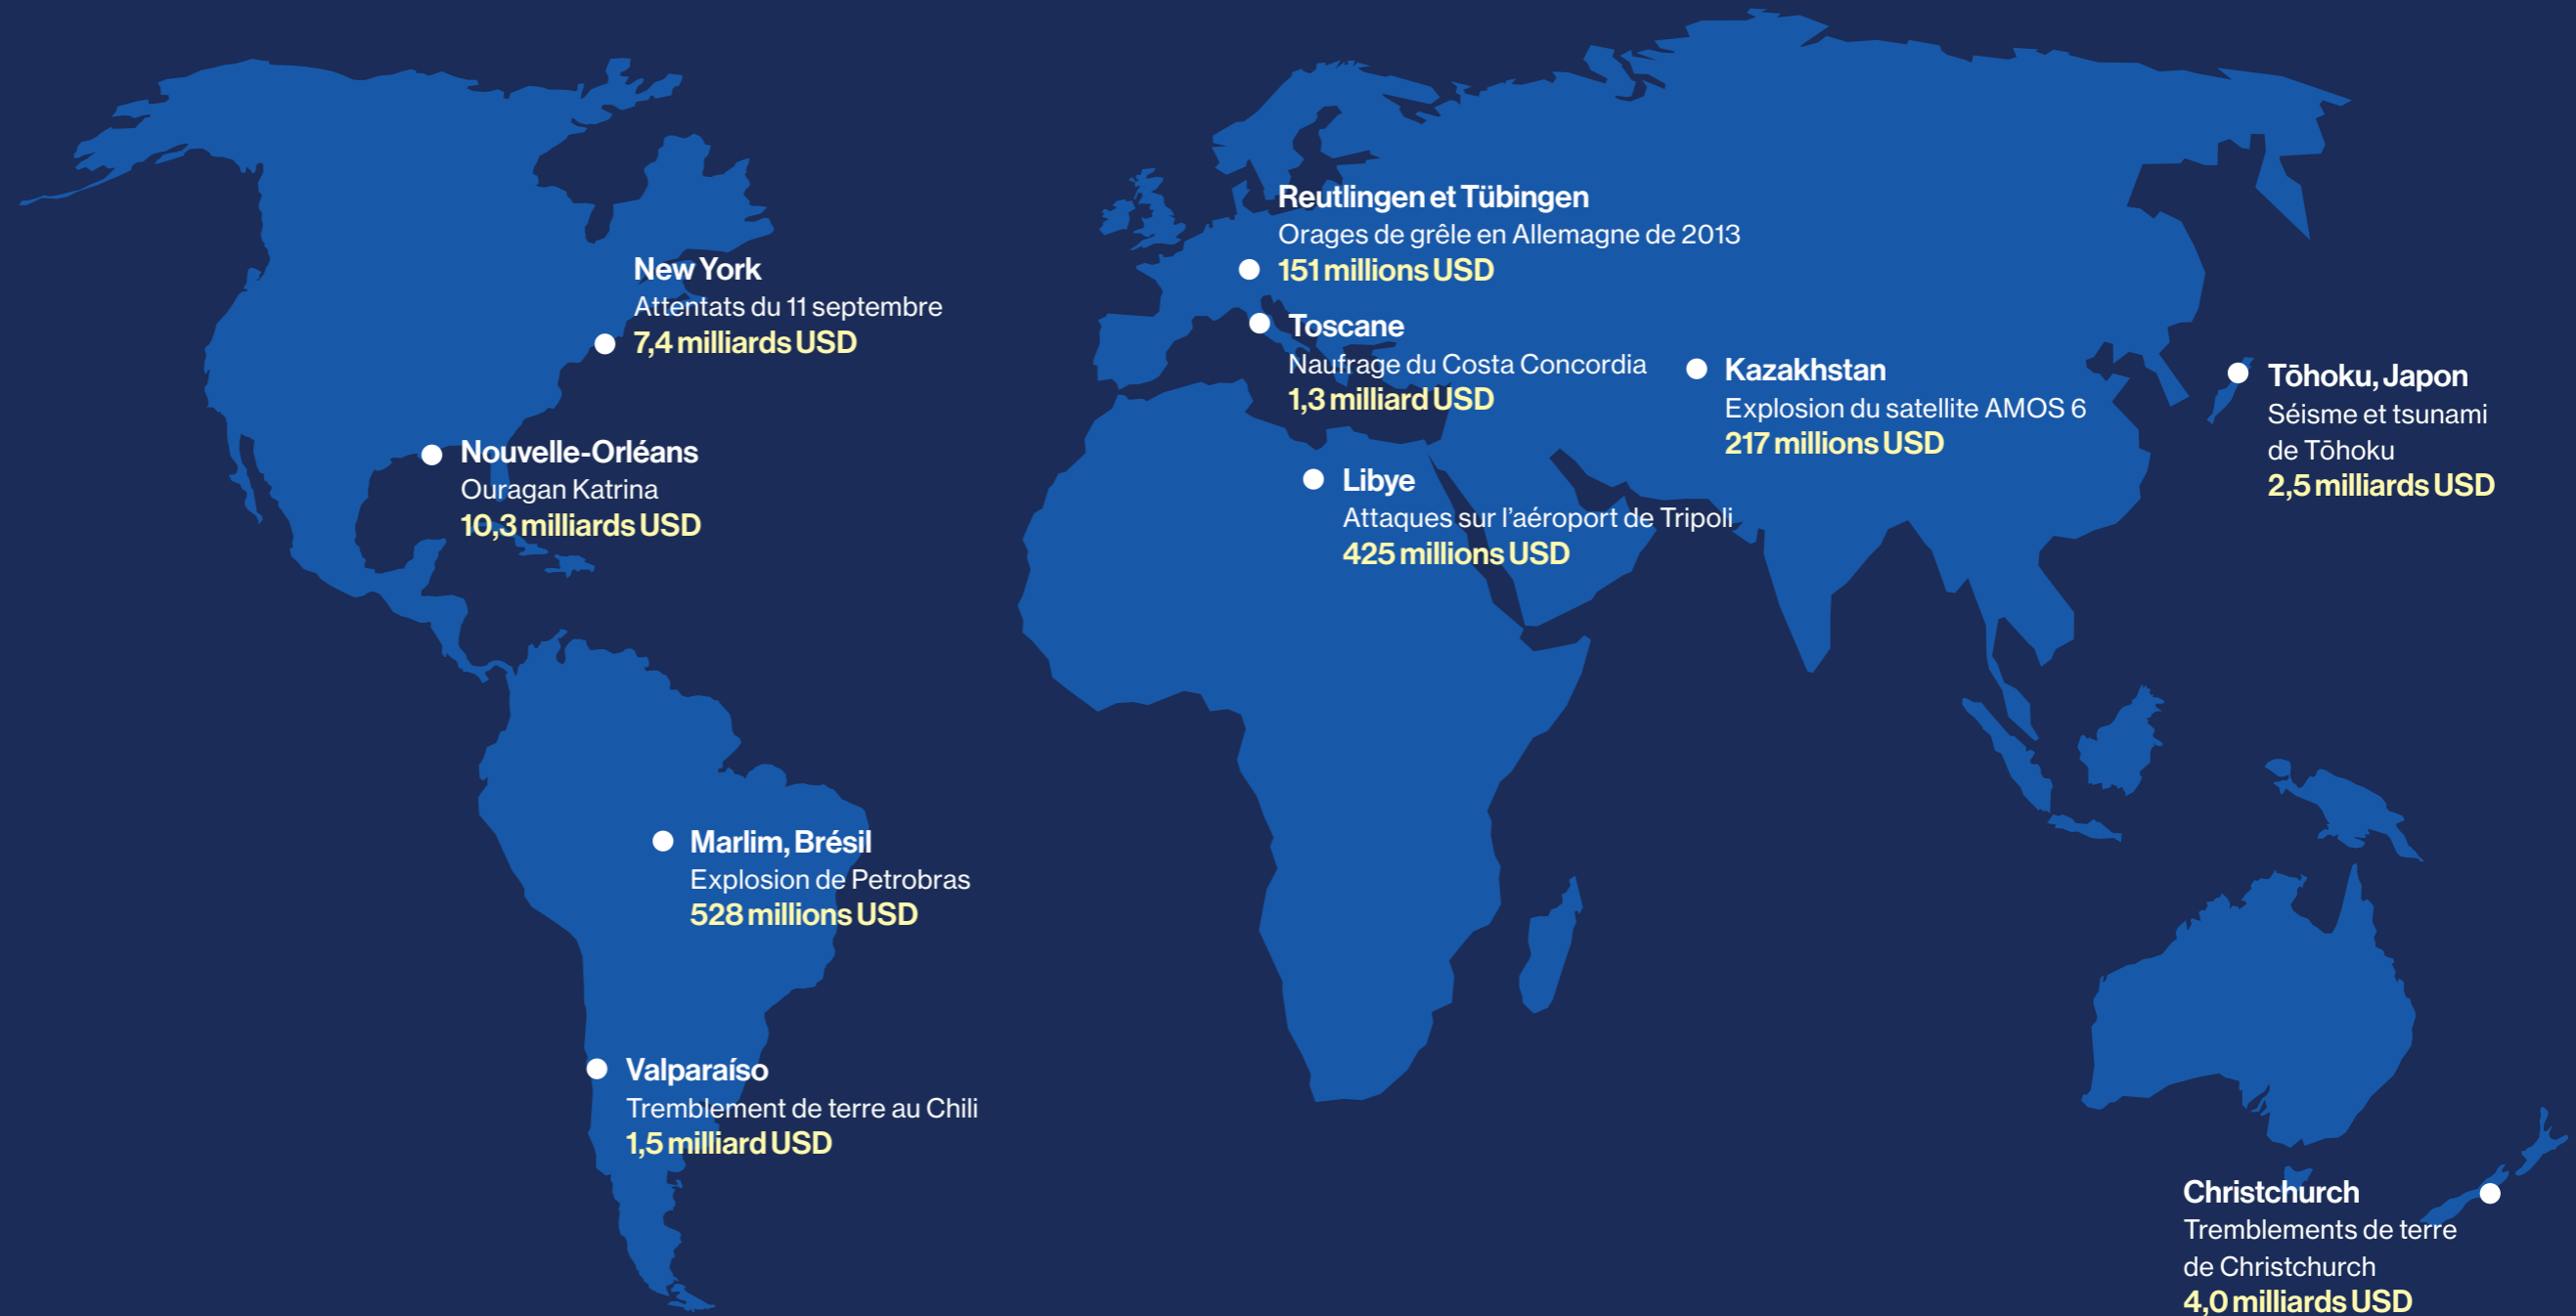 New York
Attentats du 11 septembre
7,4 milliards USD
Nouvelle-Orléans
Ouragan Katrina
10,3 milliards USD
Marlim, Brésil
Explosion de Petrobras
528 millions USD
Valparaíso
Tremblement de terre au Chili
1,5 milliard USD
Reutlingen et Tübingen
Orages de grêle en Allemagne de 2013
151 millions USD
Toscane
Naufrage du Costa Concordia
1,3 milliard USD
Libye
Attaques sur l’aéroport de Tripoli
425 millions USD
Kazakhstan
Explosion du satellite AMOS 6
217 millions USD
Tōhoku, Japon
Séisme et tsunami
de Tōhoku
2,5 milliards USD
Christchurch
Tremblements de terre
de Christchurch
4,0 milliards USD